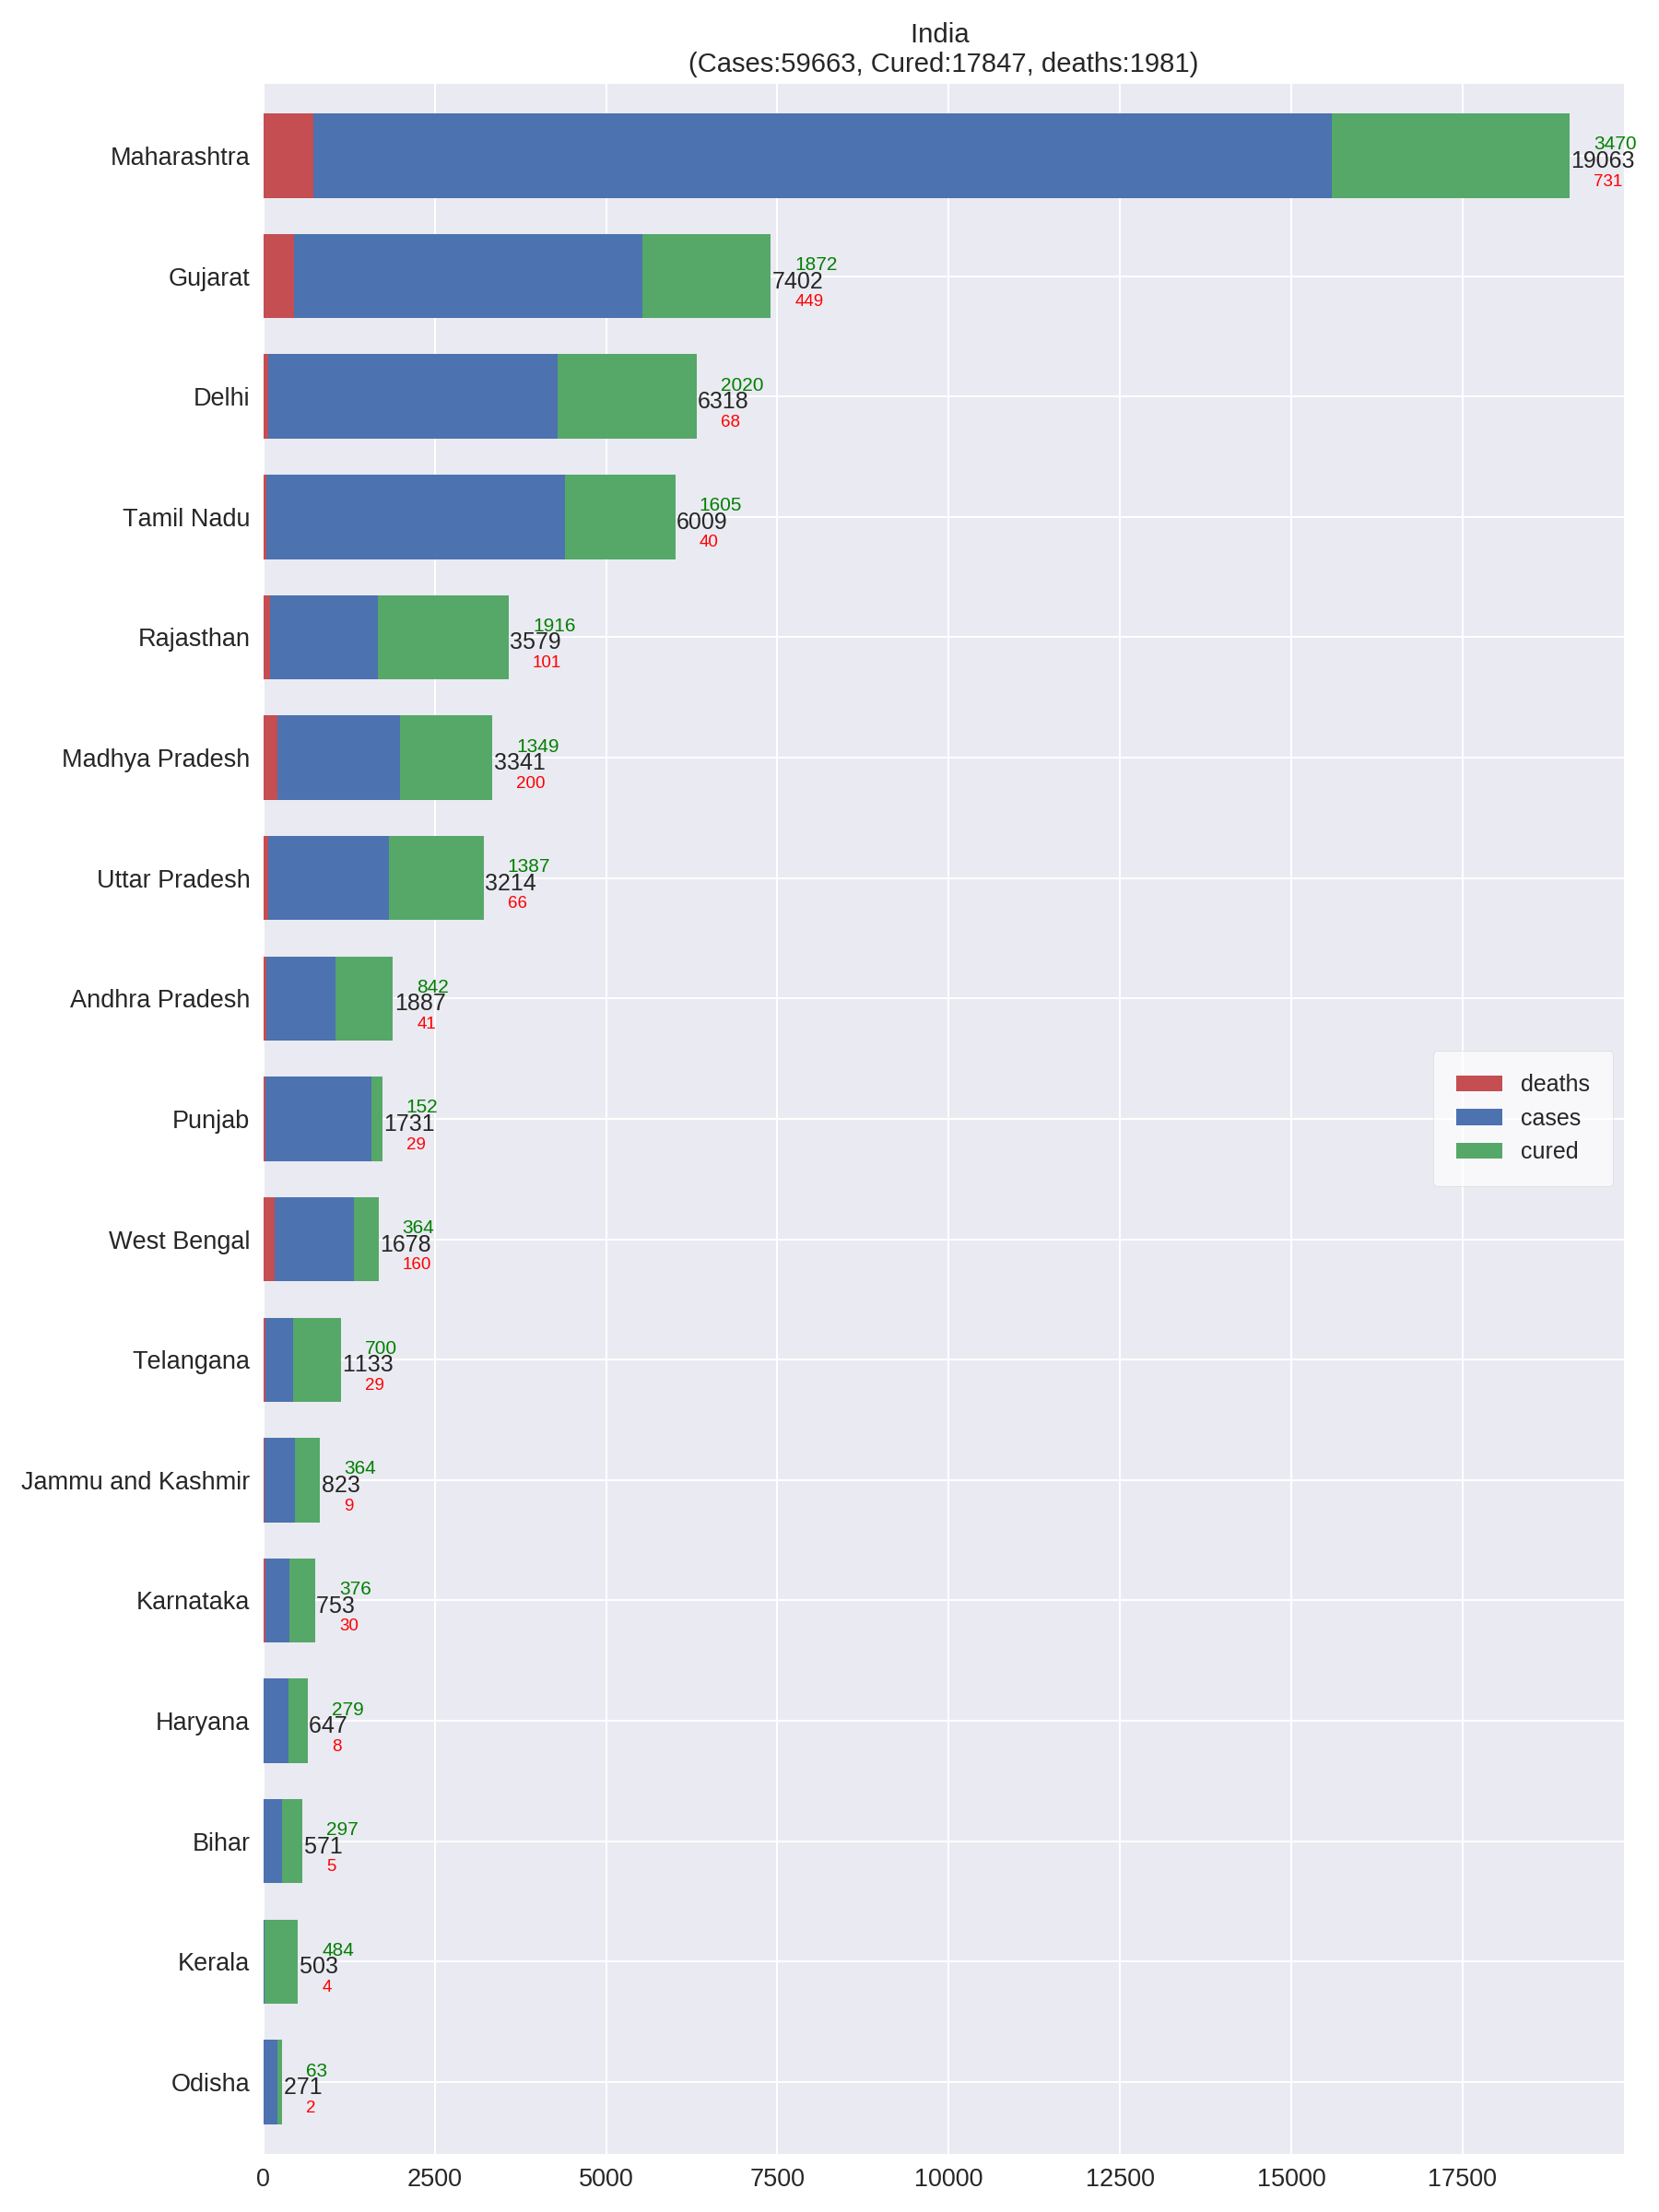 India
(Cases:59663, Cured:17847, deaths:1981)
Maharashtra
3470
19063
731
Gujarat
1872
7402
449
Delhi
2020
6318
68
Tamil Nadu
1605
6009
40
Rajasthan
1916
3579
101
Madhya Pradesh
1349
3341
200
Uttar Pradesh
1387
3214
66
Andhra Pradesh
842
1887
41
Punjab
152
1731
29
West Bengal
364
1678
160
Telangana
700
1133
29
Jammu and Kashmir
364
823
9
Karnataka
376
753
30
Haryana
279
647
8
Bihar
297
571
5
Kerala
484
503
4
Odisha
63
271
2
deaths
cases
cured
0 2500 5000 7500 10000 12500 15000 17500